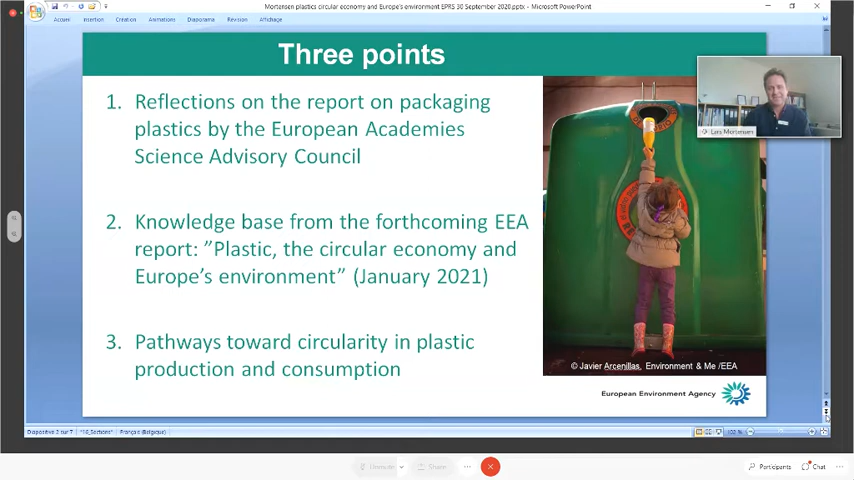 Mortensen plastics circular economy and Europe's environment EPRS 30 September 2020.pptx - Microsoft PowerPoint
Accueil Insertion Création Animations Diaporama Révision Affichage
Three points
1. Reflections on the report on packaging
plastics by the European Academies
Science Advisory Council
2. Knowledge base from the forthcoming EEA
report: ”Plastic, the circular economy and
Europe’s environment” (January 2021)
3. Pathways toward circularity in plastic
production and consumption
Lars Mortensen
© Javier Arcenillas, Environment & Me /EEA
European Environment Agency
Diapositive 2 sur 7 "16_Sections" Français (Belgique)
102 %
Unmute Share Participants Chat